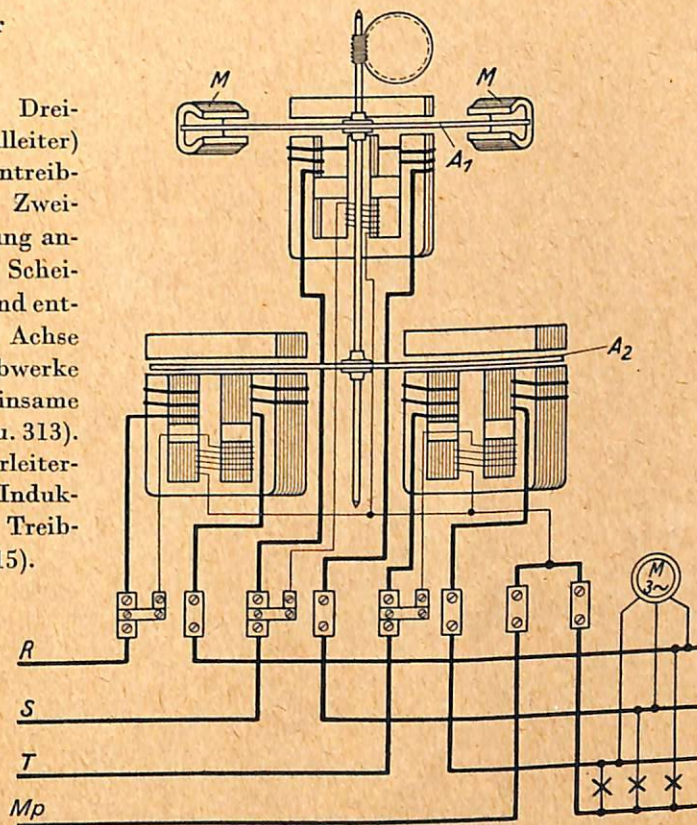 r
Drei-
lleiter)
ntreib-
Zwei-
ung an-
Schei-
nd ent-
Achse
bwerke
insame
u. 313).
rleiter-
Induk-
Treib-
15).
M
M
A1
A2
M
3~
R
S
T
Mp